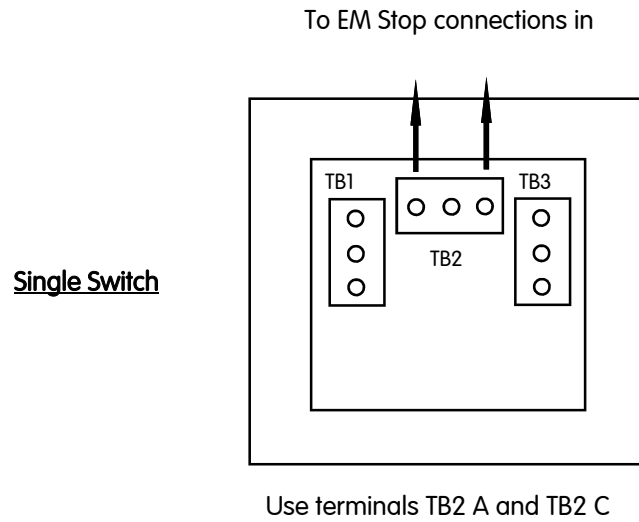 To EM Stop connections in
TB1
TB3
TB2
Single Switch
Use terminals TB2 A and TB2 C